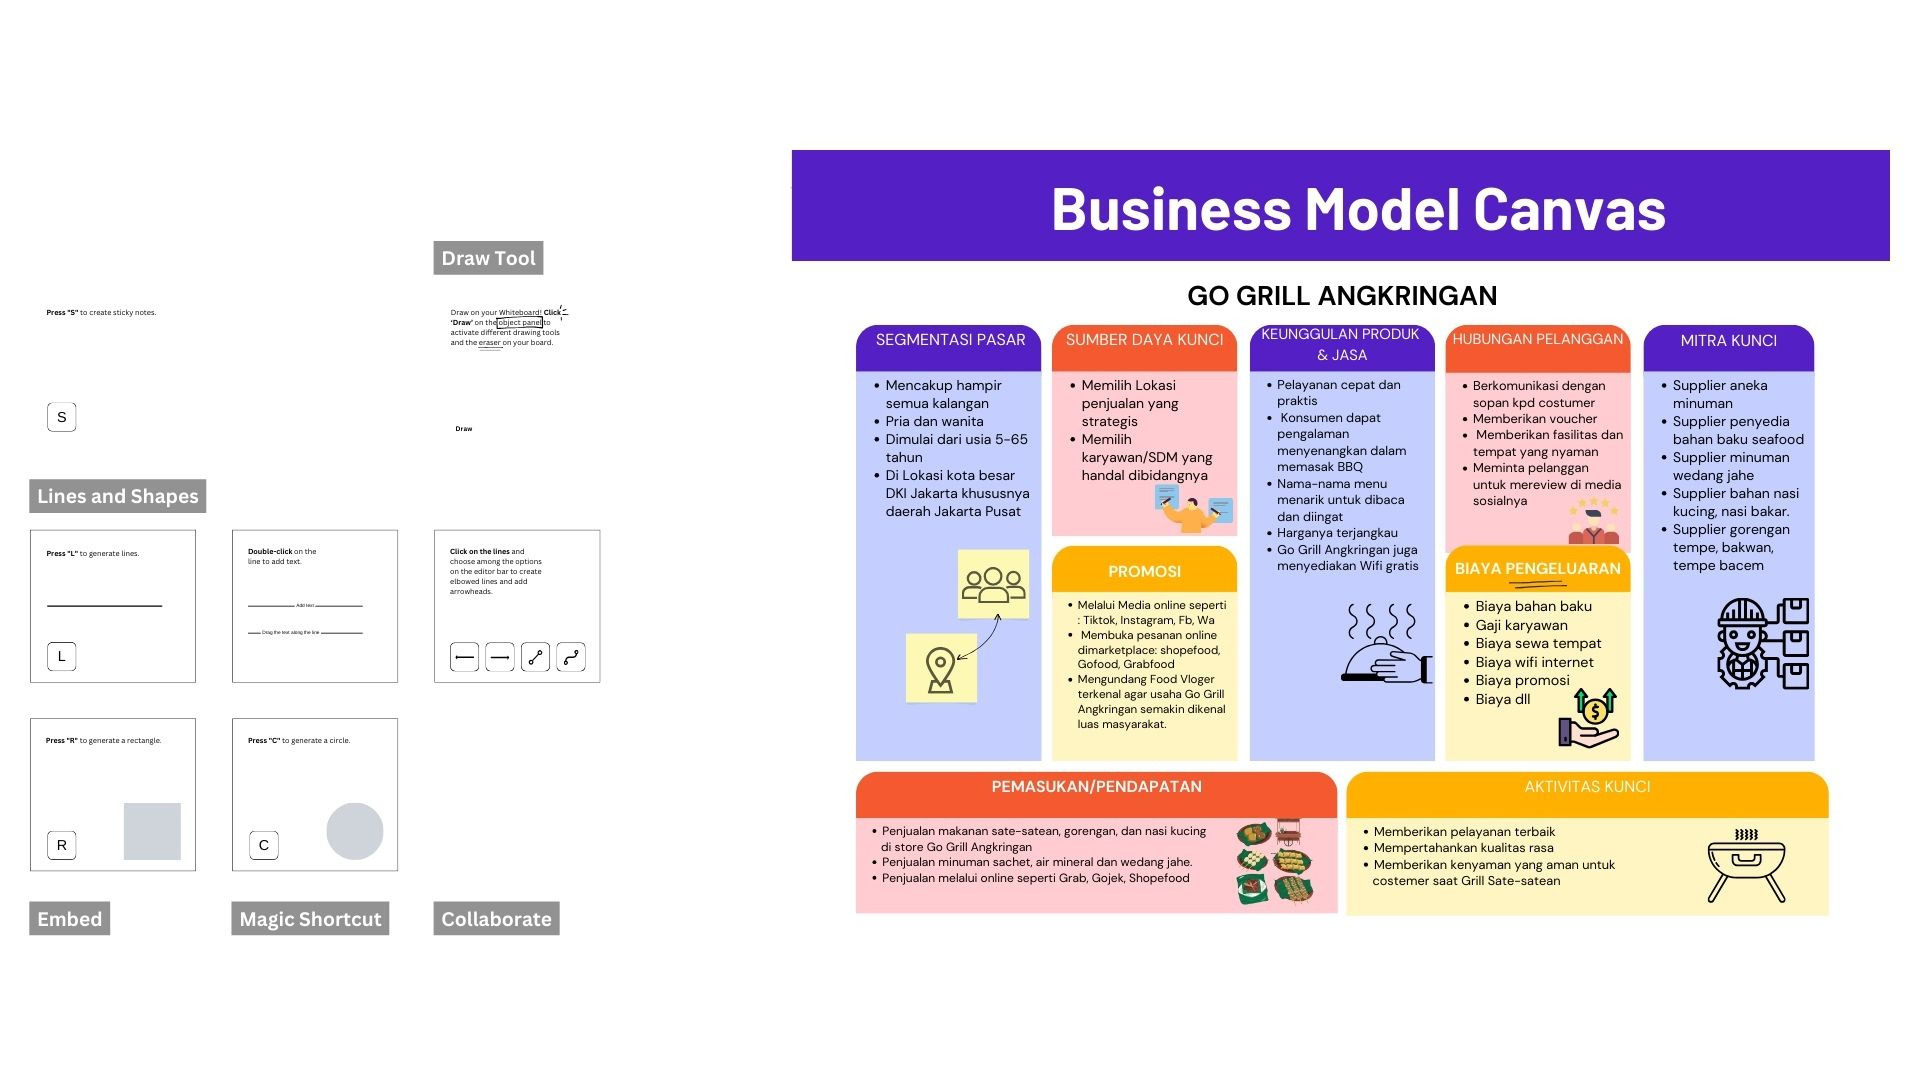 Draw Tool
Press "S" to create sticky notes.
Draw on your Whiteboard! Click
'Draw' on the object panel to
activate different drawing tools
and the eraser on your board.
S
Draw
Lines and Shapes
Press "L" to generate lines.
L
Double-click on the
line to add text.
Add text
Drag the text along the line
Click on the lines and
choose among the options
on the editor bar to create
elbowed lines and add
arrowheads.
Press "R" to generate a rectangle.
R
Press "C" to generate a circle.
C
Embed
Magic Shortcut
Collaborate
Business Model Canvas
GO GRILL ANGKRINGAN
SEGMENTASI PASAR
• Mencakup hampir
semua kalangan
• Pria dan wanita
• Dimulai dari usia 5-65
tahun
• Di Lokasi kota besar
DKI Jakarta khususnya
daerah Jakarta Pusat
SUMBER DAYA KUNCI
• Memilih Lokasi
penjualan yang
strategis
• Memilih
karyawan/SDM yang
handal dibidangnya
PROMOSI
• Melalui Media online seperti
: Tiktok, Instagram, Fb, Wa
• Membuka pesanan online
dimarketplace: shopefood,
Gofood, Grabfood
• Mengundang Food Vloger
terkenal agar usaha Go Grill
Angkringan semakin dikenal
luas masyarakat.
KEUNGGULAN PRODUK
& JASA
• Pelayanan cepat dan
praktis
• Konsumen dapat
pengalaman
menyenangkan dalam
memasak BBQ
• Nama-nama menu
menarik untuk dibaca
dan diingat
• Harganya terjangkau
• Go Grill Angkringan juga
menyediakan Wifi gratis
HUBUNGAN PELANGGAN
• Berkomunikasi dengan
sopan kpd costumer
• Memberikan voucher
• Memberikan fasilitas dan
tempat yang nyaman
• Meminta pelanggan
untuk mereview di media
sosialnya
BIAYA PENGELUARAN
• Biaya bahan baku
• Gaji karyawan
• Biaya sewa tempat
• Biaya wifi internet
• Biaya promosi
• Biaya dll
$
MITRA KUNCI
• Supplier aneka
minuman
• Supplier penyedia
bahan baku seafood
• Supplier minuman
wedang jahe
• Supplier bahan nasi
kucing, nasi bakar.
• Supplier gorengan
tempe, bakwan,
tempe bacem
PEMASUKAN/PENDAPATAN
• Penjualan makanan sate-satean, gorengan, dan nasi kucing
di store Go Grill Angkringan
• Penjualan minuman sachet, air mineral dan wedang jahe.
• Penjualan melalui online seperti Grab, Gojek, Shopefood
AKTIVITAS KUNCI
• Memberikan pelayanan terbaik
• Mempertahankan kualitas rasa
• Memberikan kenyaman yang aman untuk
costemer saat Grill Sate-satean